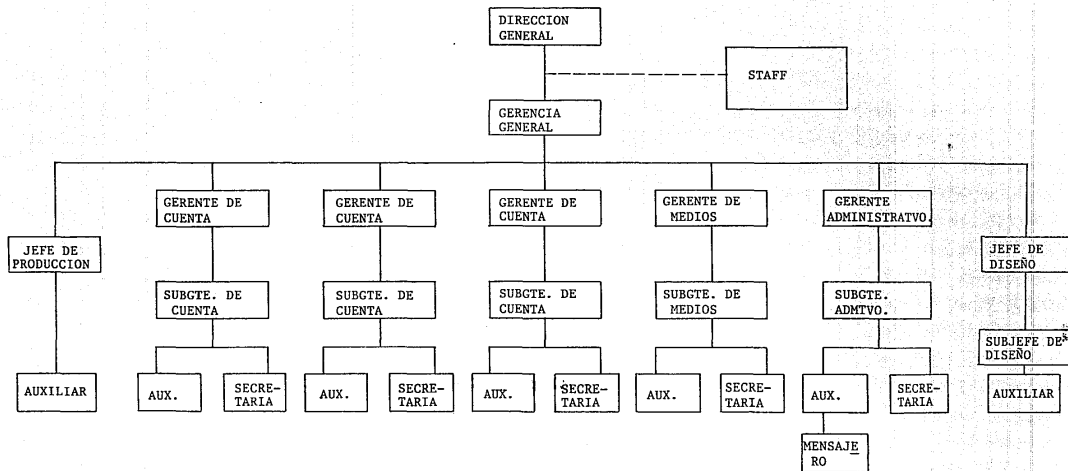 DIRECCION
GENERAL
STAFF
GERENCIA
GENERAL
GERENTE DE
CUENTA
GERENTE DE
CUENTA
GERENTE DE
CUENTA
GERENTE DE
MEDIOS
GERENTE
ADMINISTRATVO.
JEFE DE
PRODUCCION
JEFE DE
DISEÑO
SUBGTE. DE
CUENTA
SUBGTE. DE
CUENTA
SUBGTE. DE
CUENTA
SUBGTE. DE
MEDIOS
SUBGTE.
ADMTVO.
SUBJEFE DE
DISEÑO
AUXILIAR
AUX.
SECRE-
TARIA
AUX.
SECRE-
TARIA
AUX.
SECRE-
TARIA
AUX.
SECRE-
TARIA
AUX.
SECRE-
TARIA
AUXILIAR
MENSAJE
RO